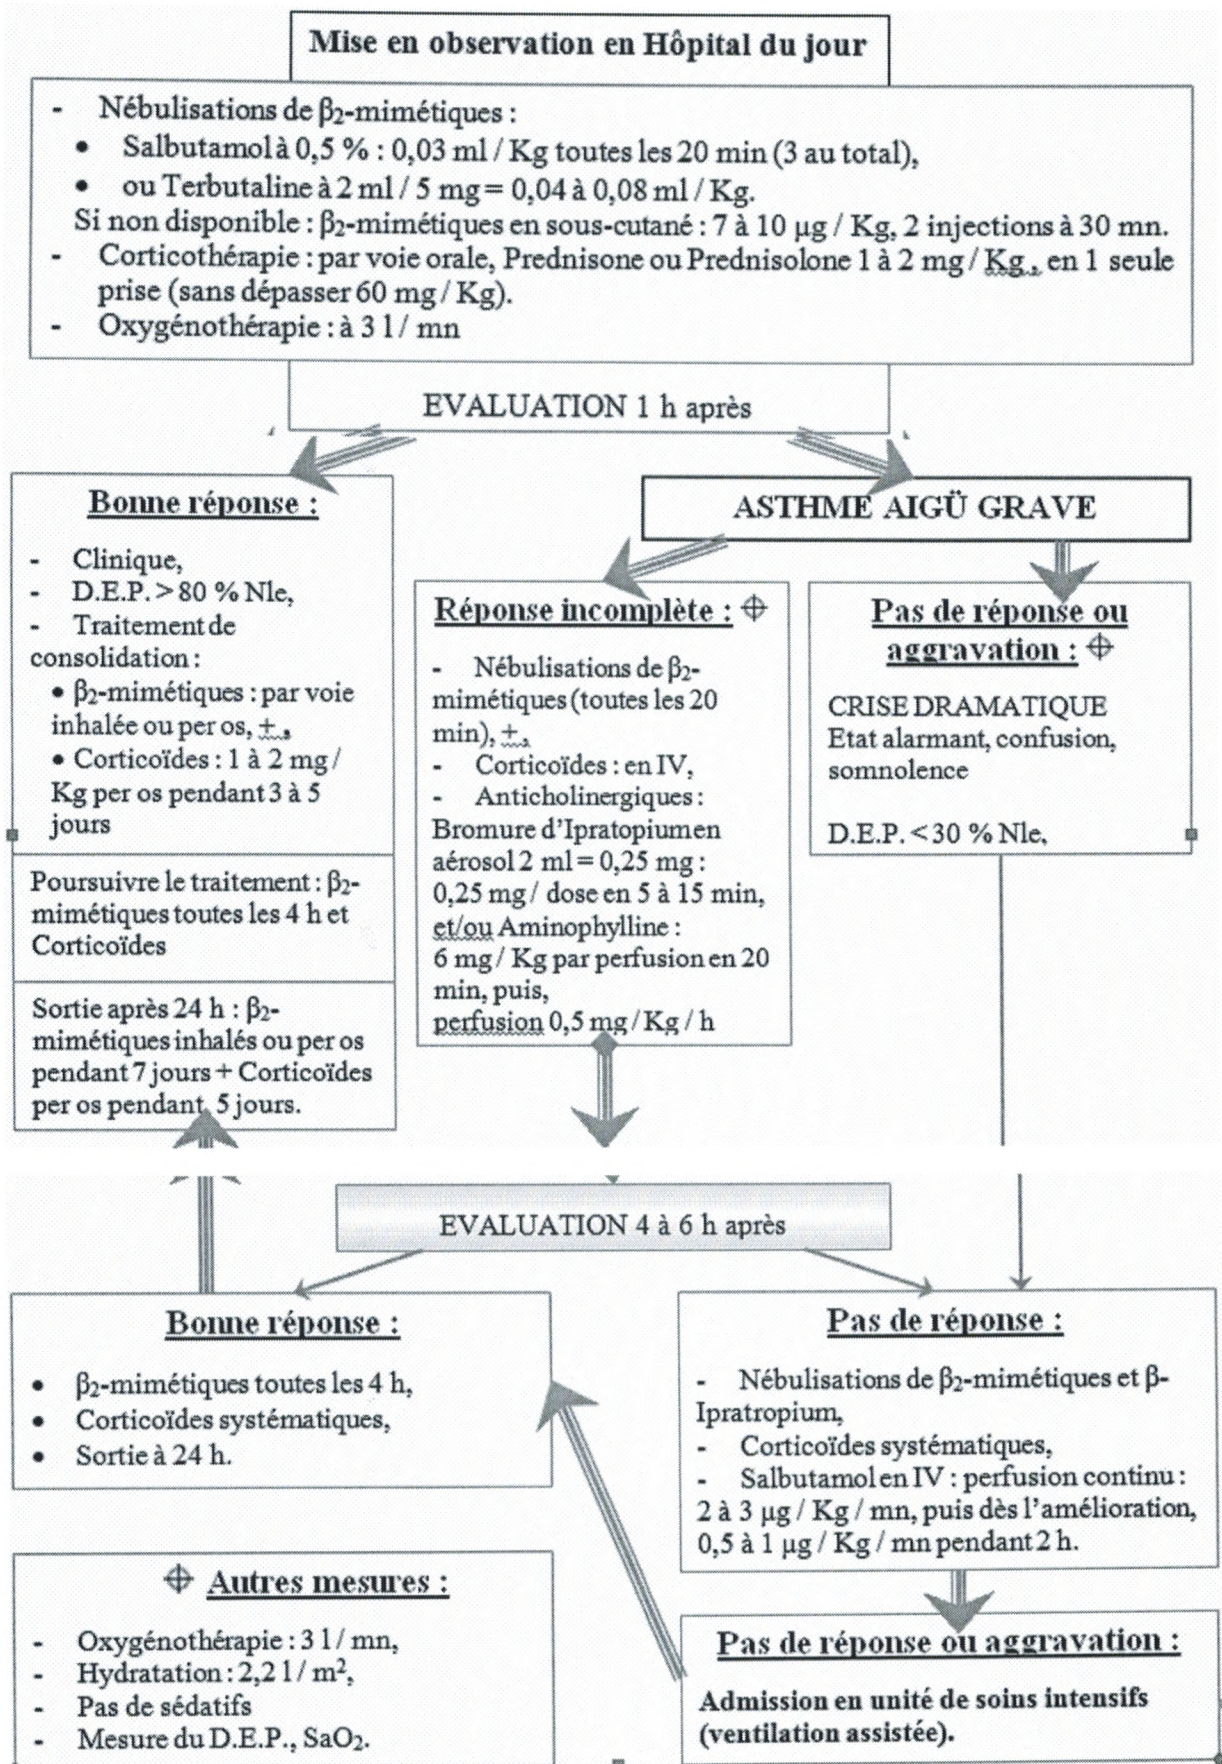 Mise en observation en Hôpital du jour
- Nébulisations de β₂-mimétiques :
• Salbutamol à 0,5 % : 0,03 ml / Kg toutes les 20 min (3 au total),
• ou Terbutaline à 2 ml / 5 mg = 0,04 à 0,08 ml / Kg.
Si non disponible : β₂-mimétiques en sous-cutané : 7 à 10 µg / Kg, 2 injections à 30 mn.
- Corticothérapie : par voie orale, Prednisone ou Prednisolone 1 à 2 mg / Kg , en 1 seule
prise (sans dépasser 60 mg / Kg).
- Oxygénothérapie : à 3 l / mn
EVALUATION 1 h après
Bonne réponse :
- Clinique,
- D.E.P. > 80 % Nle,
- Traitement de
consolidation :
• β₂-mimétiques : par voie
inhalée ou per os, ± ,
• Corticoïdes : 1 à 2 mg /
Kg per os pendant 3 à 5
jours
Poursuivre le traitement : β₂-
mimétiques toutes les 4 h et
Corticoïdes
Sortie après 24 h : β₂-
mimétiques inhalés ou per os
pendant 7 jours + Corticoïdes
per os pendant 5 jours.
ASTHME AIGÜ GRAVE
Réponse incomplète : ⌖
- Nébulisations de β₂-
mimétiques (toutes les 20
min), ± ,
- Corticoïdes : en IV,
- Anticholinergiques :
Bromure d’Ipratopium en
aérosol 2 ml = 0,25 mg :
0,25 mg / dose en 5 à 15 min,
et/ou Aminophylline :
6 mg / Kg par perfusion en 20
min, puis,
perfusion 0,5 mg / Kg / h
Pas de réponse ou
aggravation : ⌖
CRISE DRAMATIQUE
Etat alarmant, confusion,
somnolence
D.E.P. < 30 % Nle,
EVALUATION 4 à 6 h après
Bonne réponse :
• β₂-mimétiques toutes les 4 h,
• Corticoïdes systématiques,
• Sortie à 24 h.
Pas de réponse :
- Nébulisations de β₂-mimétiques et β-
Ipratropium,
- Corticoïdes systématiques,
- Salbutamol en IV : perfusion continu :
2 à 3 µg / Kg / mn, puis dès l’amélioration,
0,5 à 1 µg / Kg / mn pendant 2 h.
⌖ Autres mesures :
- Oxygénothérapie : 3 l / mn,
- Hydratation : 2,2 l / m²,
- Pas de sédatifs
- Mesure du D.E.P., SaO₂.
Pas de réponse ou aggravation :
Admission en unité de soins intensifs
(ventilation assistée).